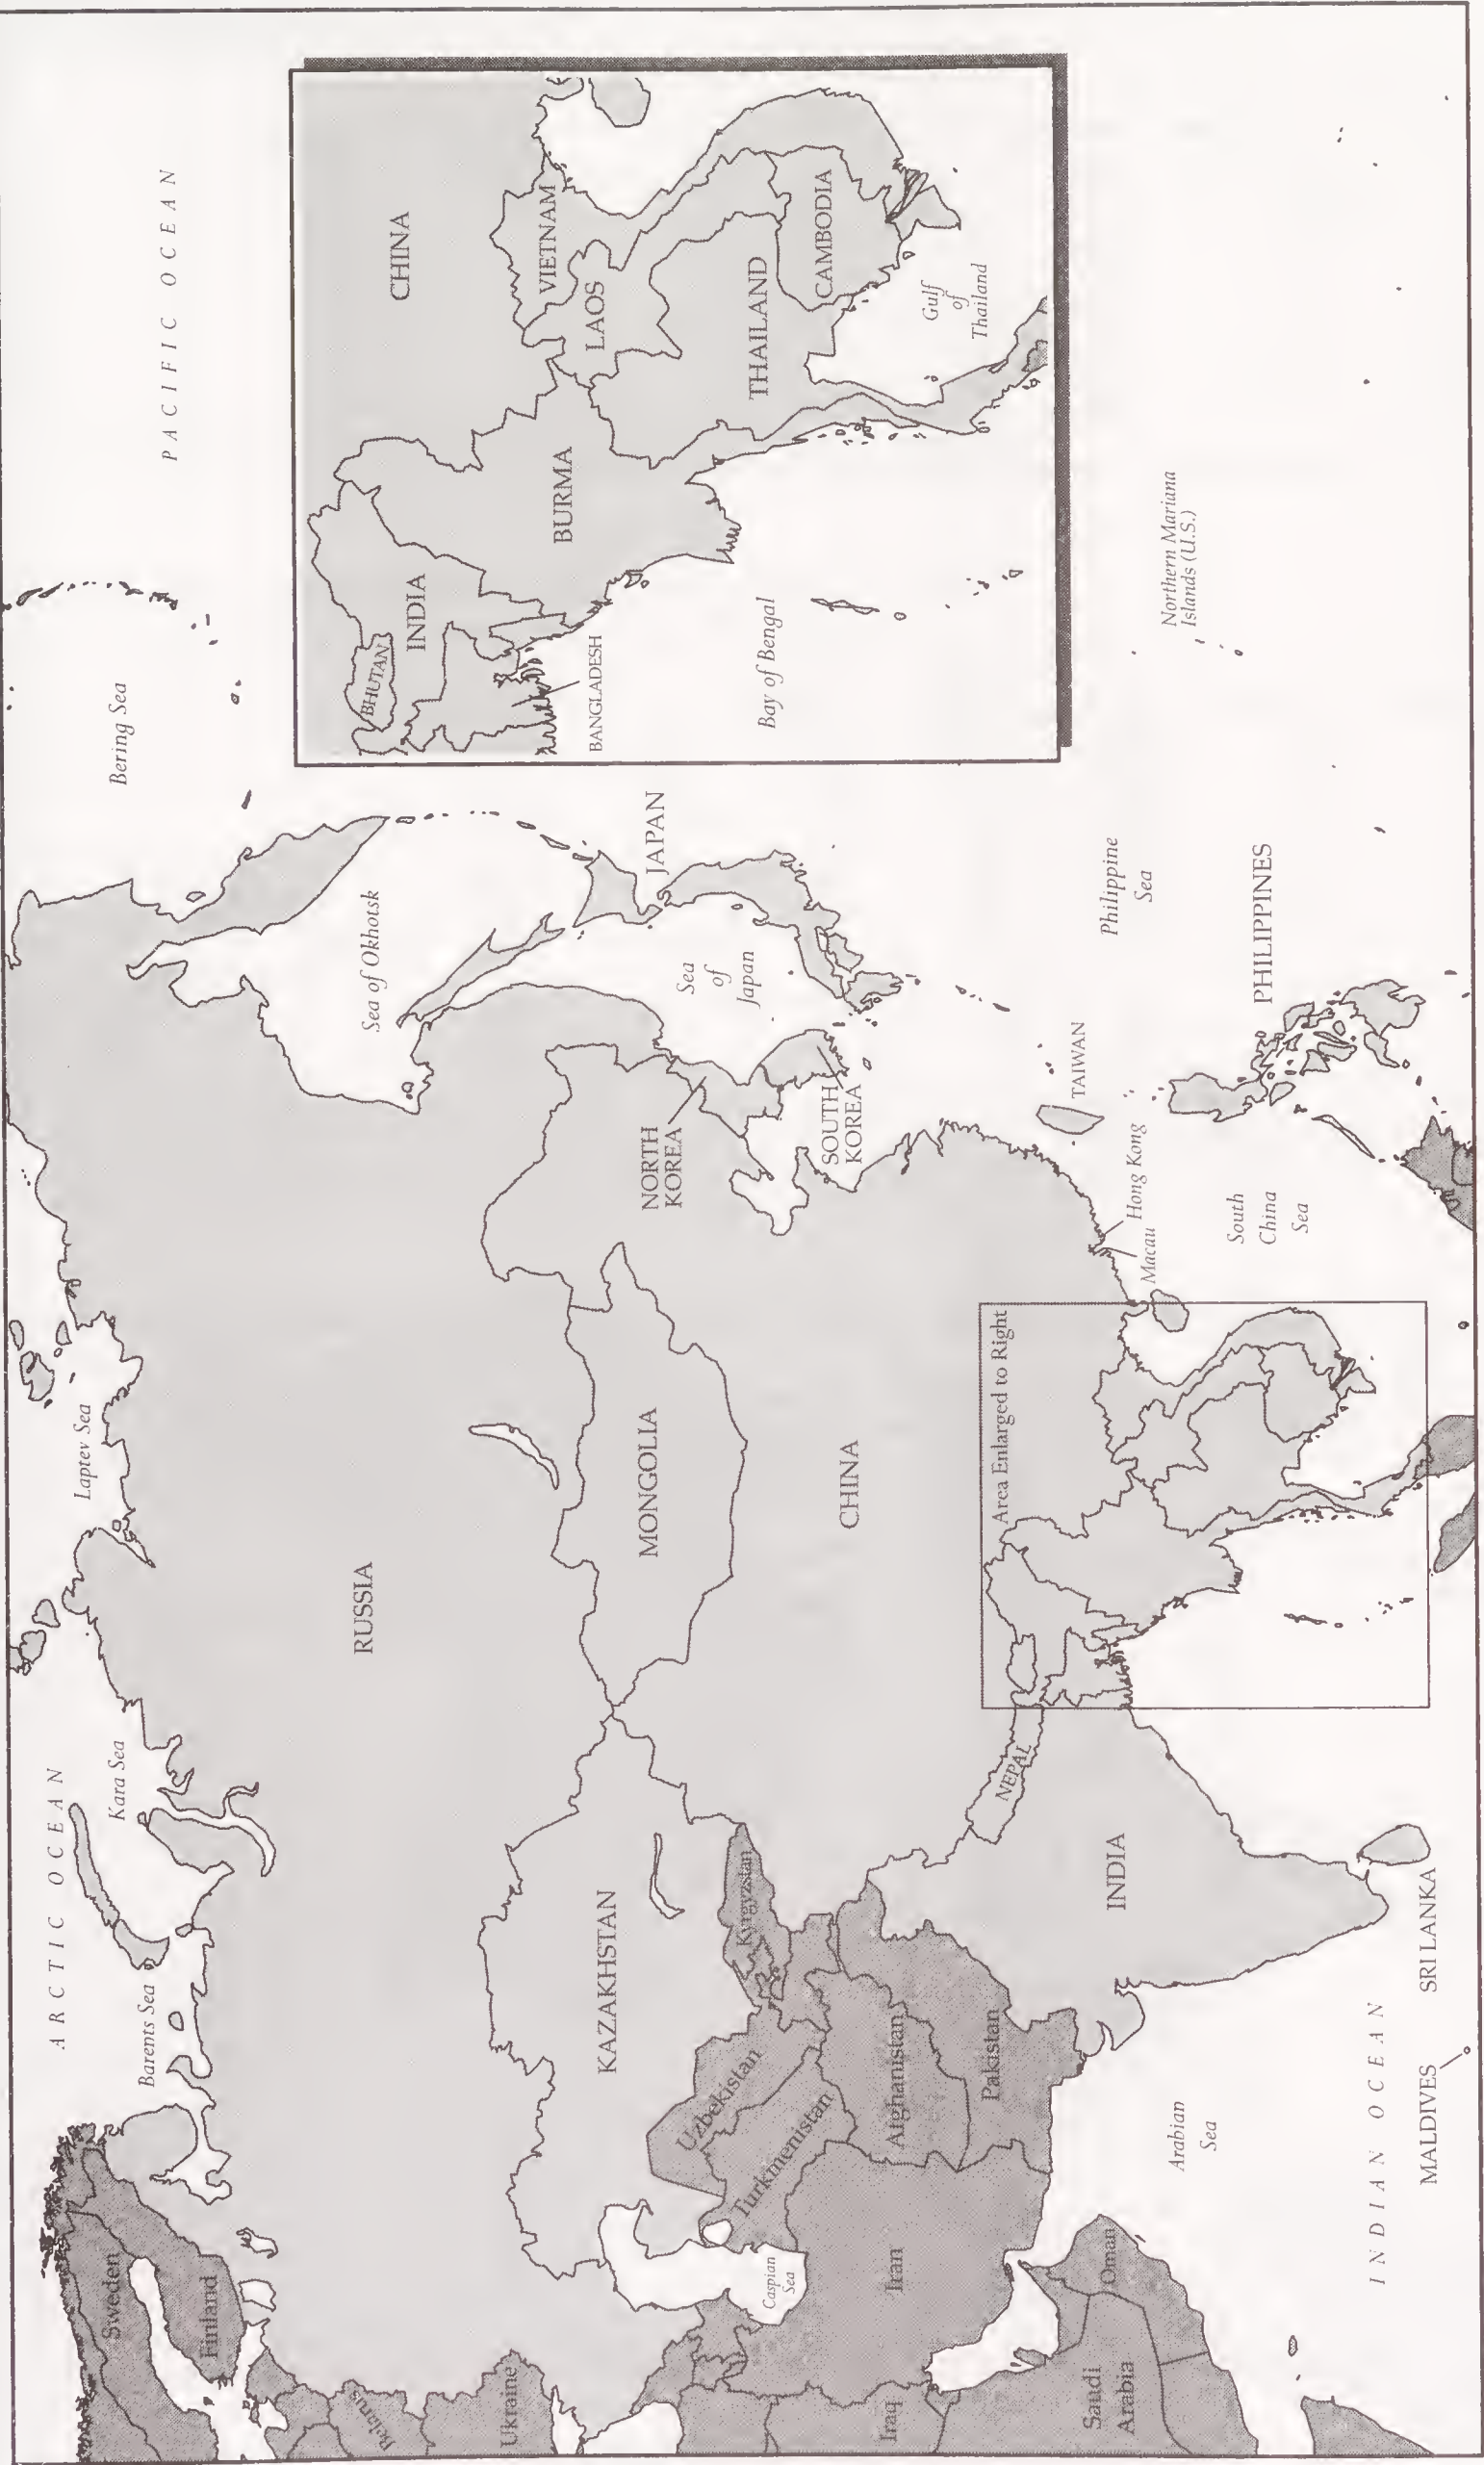 ARCTIC OCEAN
PACIFIC OCEAN
Barents Sea
Kara Sea
Laptev Sea
Bering Sea
Sweden
Finland
Belarus
Ukraine
RUSSIA
Sea of Okhotsk
KAZAKHSTAN
MONGOLIA
NORTH
KOREA
JAPAN
Sea
of
Japan
SOUTH
KOREA
Caspian
Sea
Uzbekistan
Turkmenistan
Kyrgyzstan
CHINA
Iraq
Iran
Afghanistan
Pakistan
NEPAL
Area Enlarged to Right
TAIWAN
Hong Kong
Macau
Philippine
Sea
Northern Mariana
Islands (U.S.)
PHILIPPINES
South
China
Sea
Saudi
Arabia
Oman
INDIA
Arabian
Sea
INDIAN OCEAN
MALDIVES
SRI LANKA
CHINA
BHUTAN
INDIA
BANGLADESH
BURMA
VIETNAM
LAOS
THAILAND
CAMBODIA
Gulf
of
Thailand
Bay of Bengal